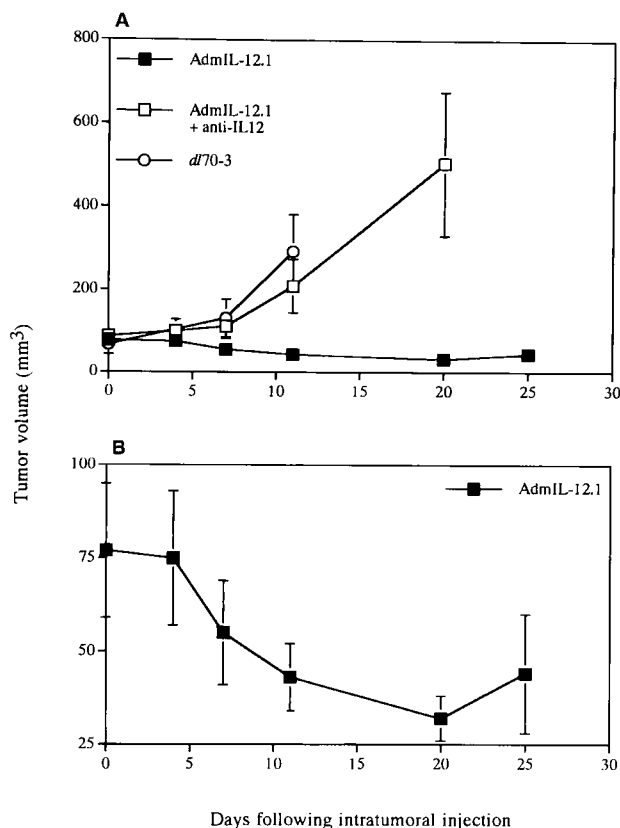 A
800
600
400
200
0
AdmIL-12.1
AdmIL-12.1
+ anti-IL12
dl70-3
0 5 10 15 20 25 30
Tumor volume (mm3)
B
100
75
50
25
AdmIL-12.1
0 5 10 15 20 25 30
Days following intratumoral injection